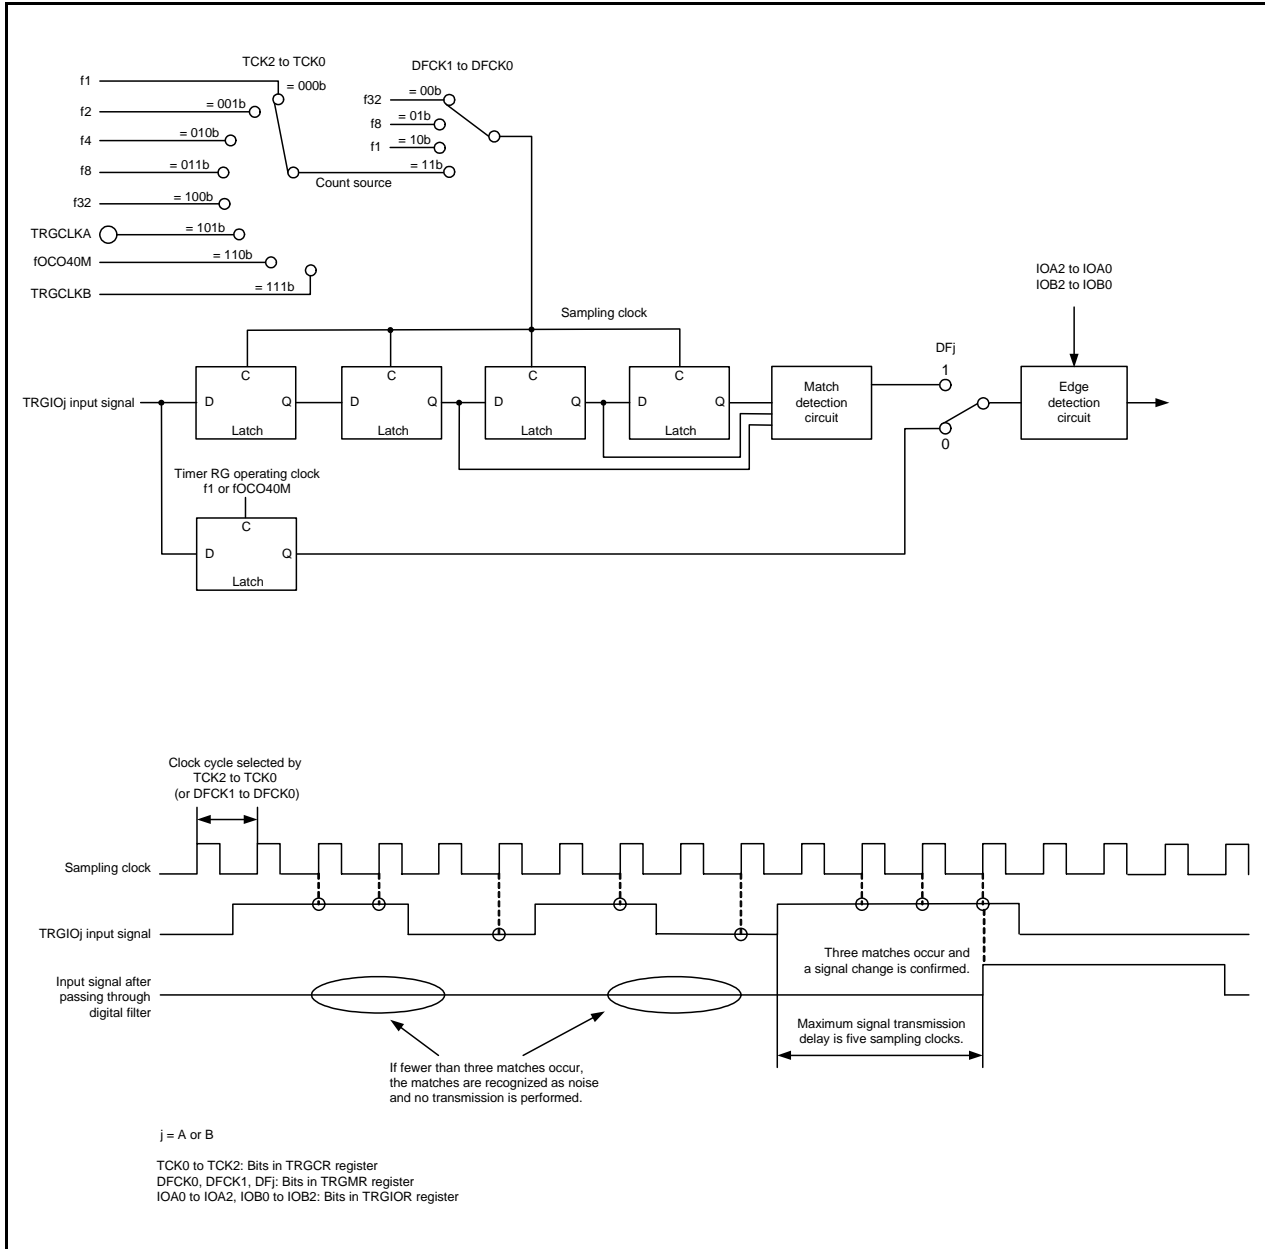 TCK2 to TCK0
DFCK1 to DFCK0
f1
= 000b
f2
= 001b
f4
= 010b
f8
= 011b
f32
= 100b
TRGCLKA
= 101b
fOCO40M
= 110b
TRGCLKB
= 111b
f32
= 00b
f8
= 01b
f1
= 10b
= 11b
Count source
Sampling clock
IOA2 to IOA0
IOB2 to IOB0
TRGIOj input signal
C
D
Q
Latch
C
D
Q
Latch
C
D
Q
Latch
C
D
Q
Latch
Match
detection
circuit
DFj
1
0
Edge
detection
circuit
Timer RG operating clock
f1 or fOCO40M
C
D
Q
Latch
Clock cycle selected by
TCK2 to TCK0
(or DFCK1 to DFCK0)
Sampling clock
TRGIOj input signal
Three matches occur and
a signal change is confirmed.
Input signal after
passing through
digital filter
Maximum signal transmission
delay is five sampling clocks.
If fewer than three matches occur,
the matches are recognized as noise
and no transmission is performed.
j = A or B
TCK0 to TCK2: Bits in TRGCR register
DFCK0, DFCK1, DFj: Bits in TRGMR register
IOA0 to IOA2, IOB0 to IOB2: Bits in TRGIOR register